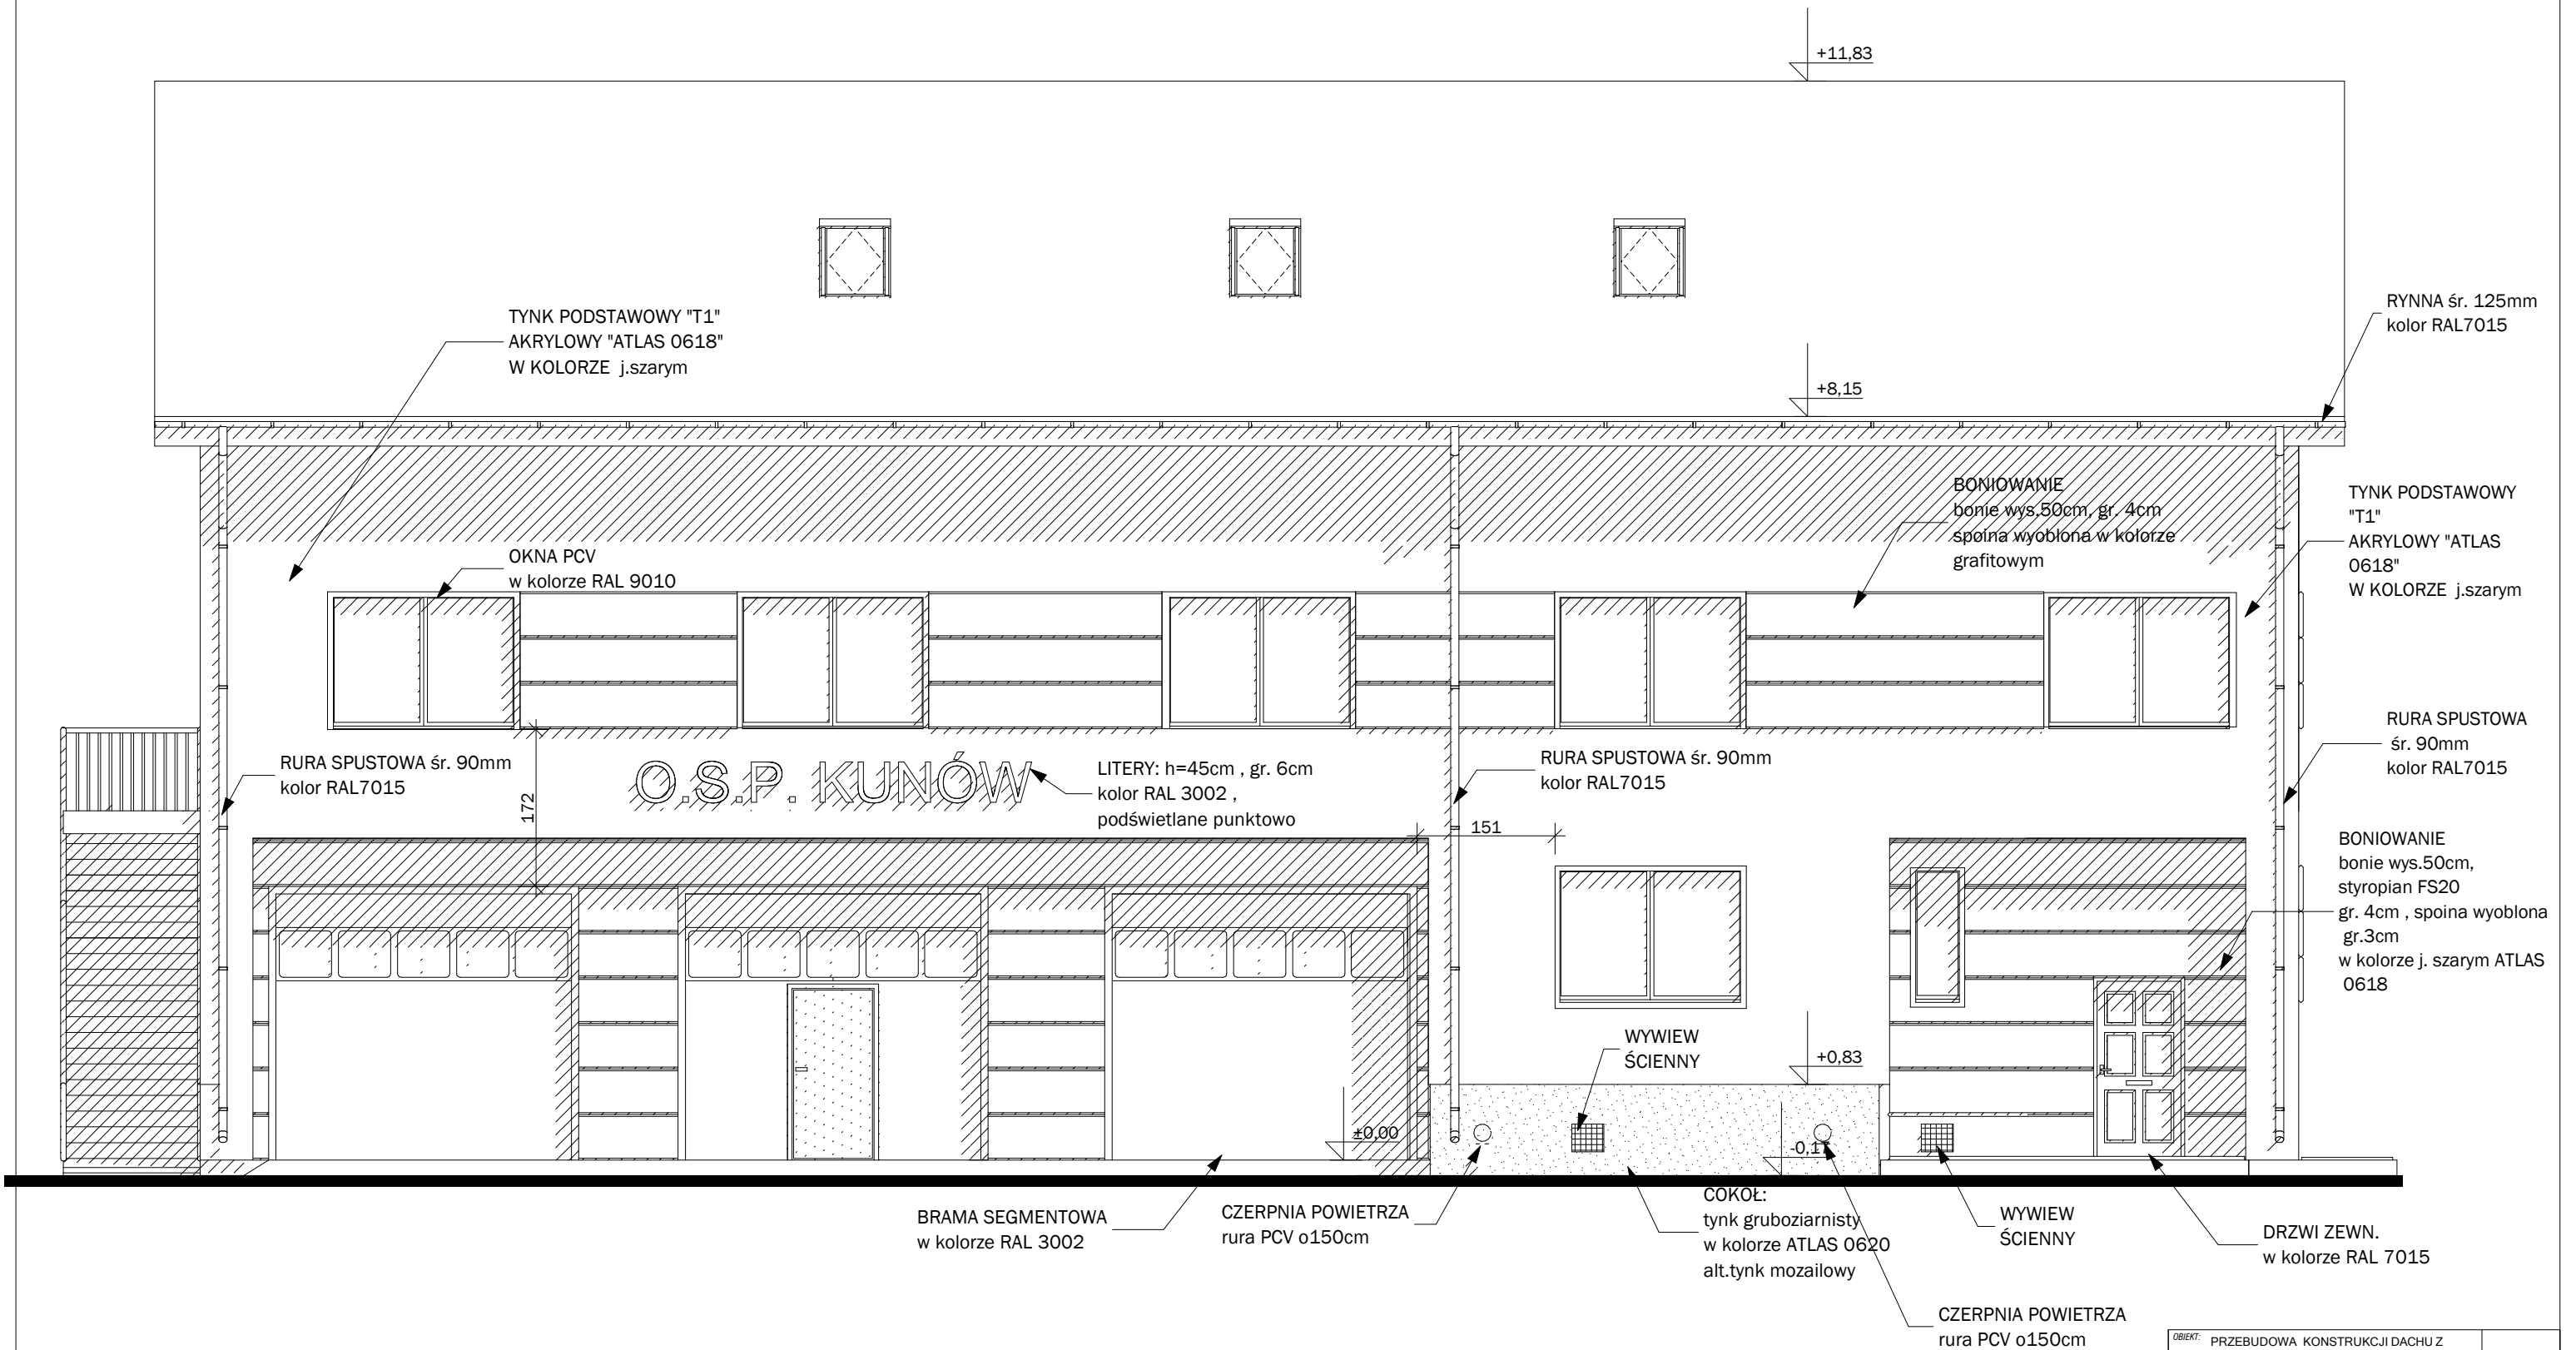 +11,83
RYNNA śr. 125mm
kolor RAL7015
TYNK PODSTAWOWY "T1"
AKRYLOWY "ATLAS 0618"
W KOLORZE  j.szarym
+8,15
BONIOWANIE
bonie wys.50cm, gr. 4cm
spoina wyoblona w kolorze
grafitowym
TYNK PODSTAWOWY
"T1"
AKRYLOWY "ATLAS
0618"
W KOLORZE  j.szarym
OKNA PCV
w kolorze RAL 9010
RURA SPUSTOWA śr. 90mm
kolor RAL7015
172
O.S.P. KUNÓW
LITERY: h=45cm , gr. 6cm
kolor RAL 3002 ,
podświetlane punktowo
RURA SPUSTOWA śr. 90mm
kolor RAL7015
RURA SPUSTOWA
śr. 90mm
kolor RAL7015
151
BONIOWANIE
bonie wys.50cm,
styropian FS20
gr. 4cm , spoina wyoblona
gr.3cm
w kolorze j. szarym ATLAS
0618
WYWIEW
ŚCIENNY
+0,83
±0,00
-0,17
BRAMA SEGMENTOWA
w kolorze RAL 3002
CZERPNIA POWIETRZA
rura PCV o150cm
COKOŁ:
tynk gruboziarnisty
w kolorze ATLAS 0620
alt.tynk mozailowy
WYWIEW
ŚCIENNY
DRZWI ZEWN.
w kolorze RAL 7015
CZERPNIA POWIETRZA
rura PCV o150cm
OBIEKT: PRZEBUDOWA  KONSTRUKCJI DACHU Z